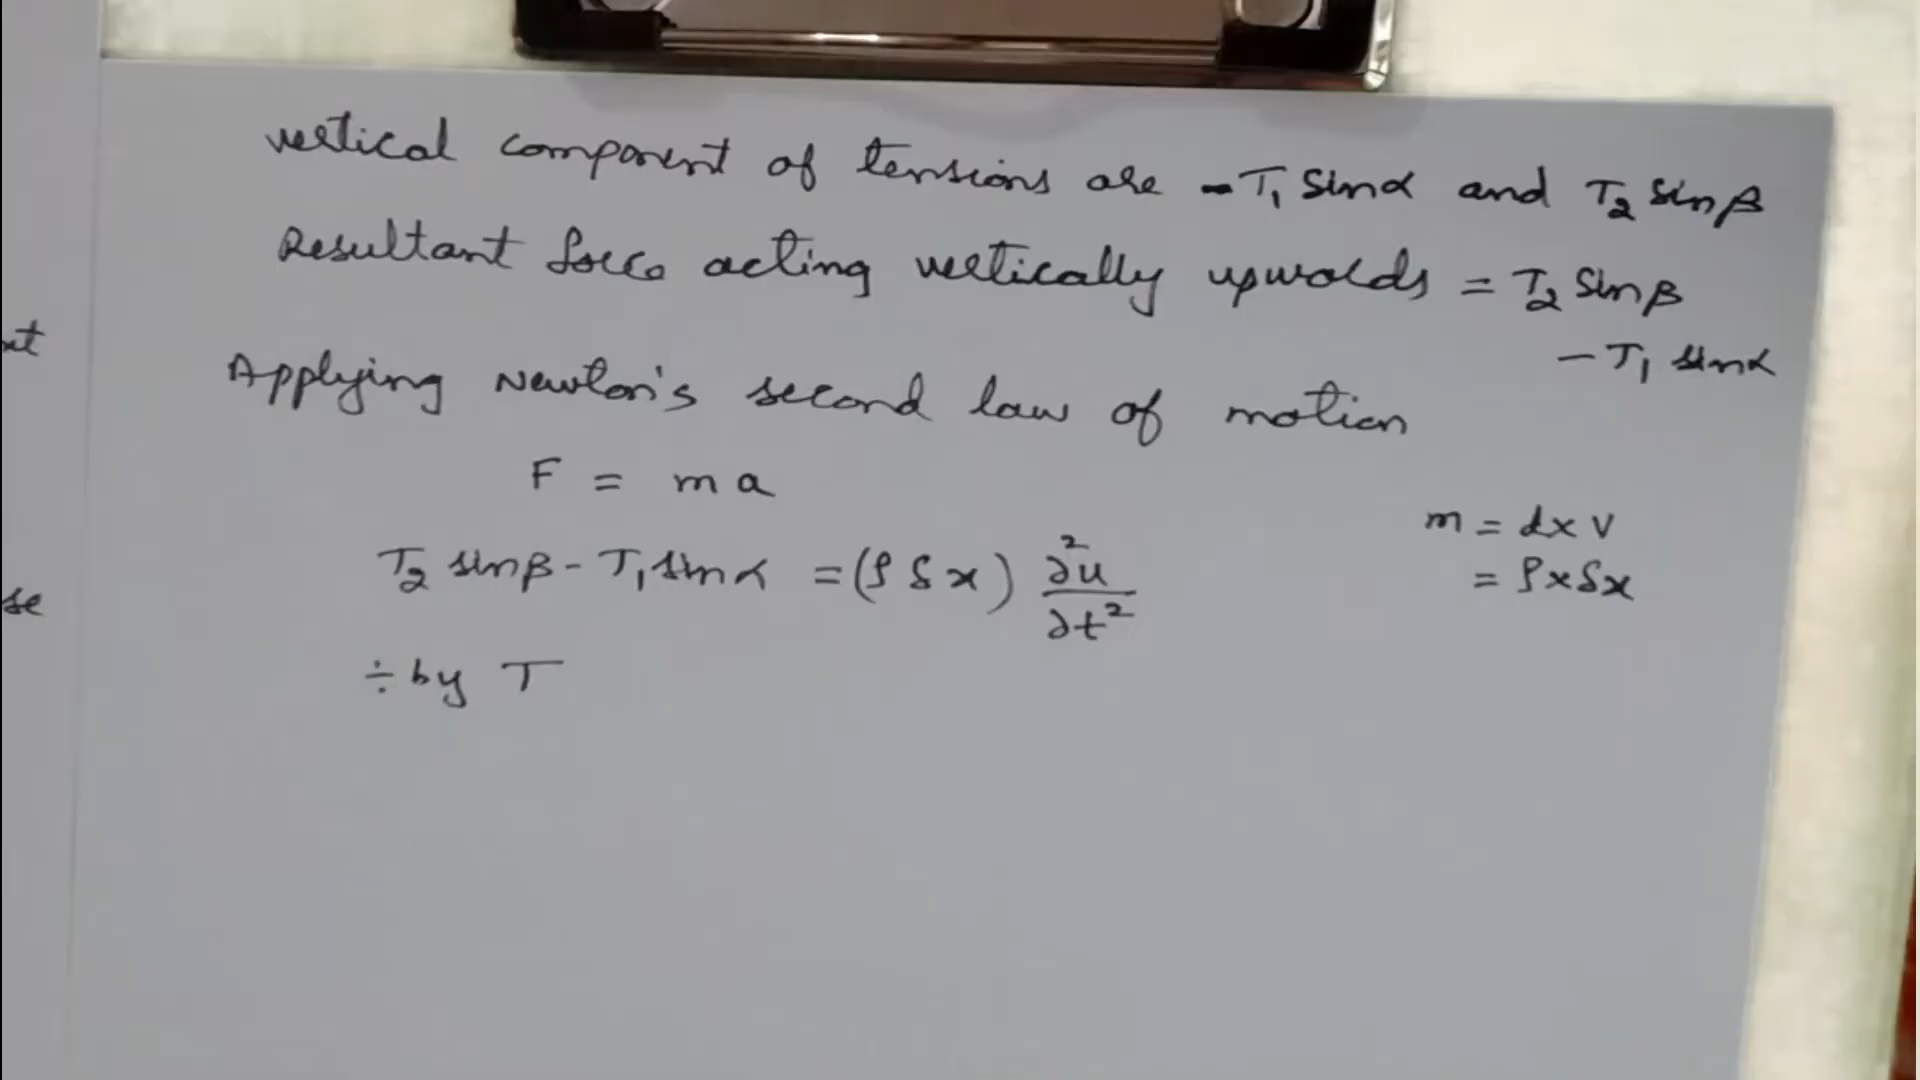 vertical component of tensions are -T₁ sinα and T₂ sinβ
Resultant force acting vertically upwards = T₂ sinβ
- T₁ sinα
Applying Newton's second law of motion
F = ma
m = d x V
T₂ sinβ - T₁ sinα = (ρ δx) ∂²u/∂t²
= ρ x δx
÷ by T